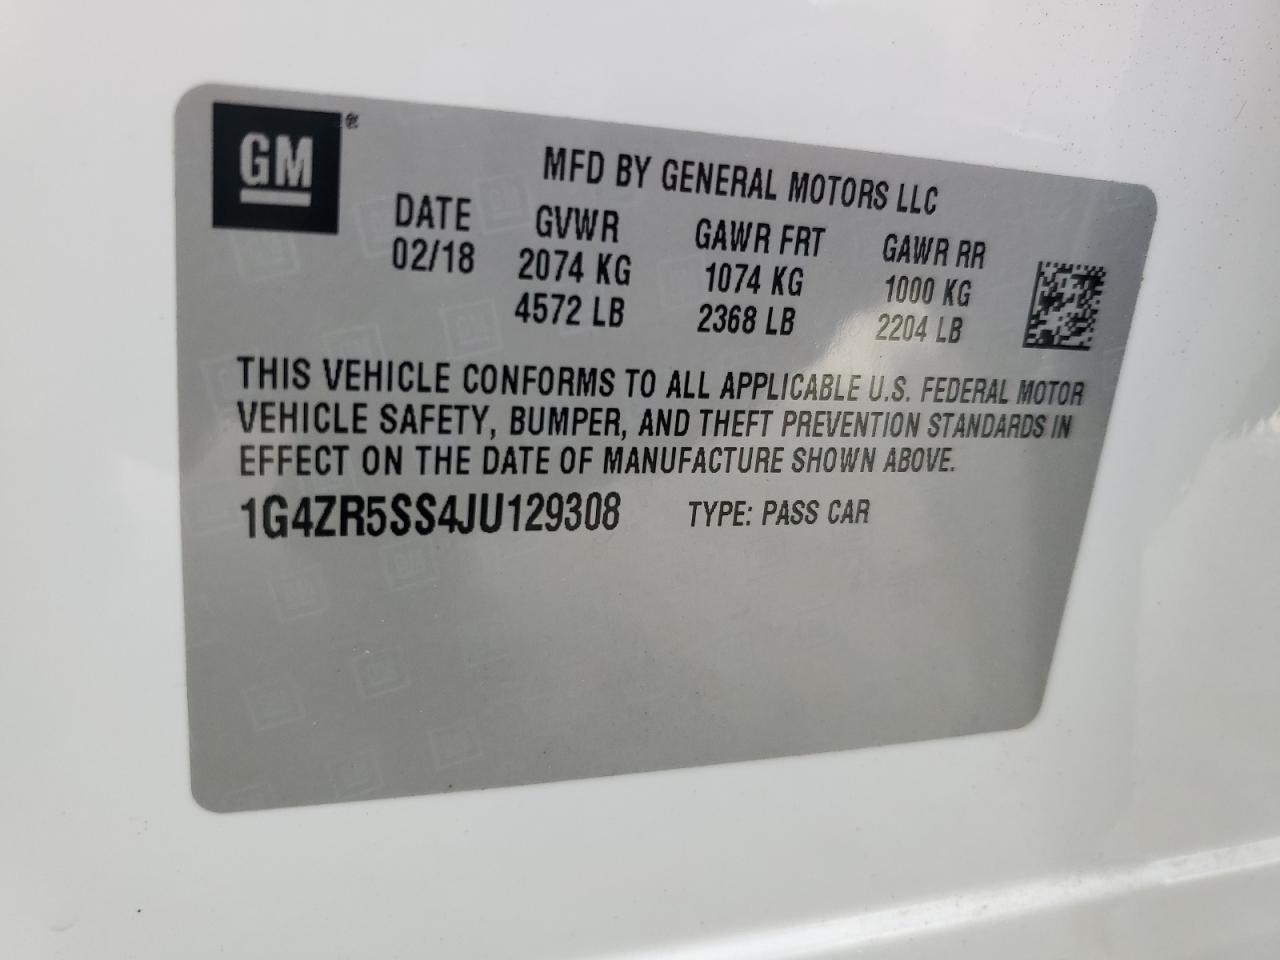 GM®
MFD BY GENERAL MOTORS LLC
DATE GVWR GAWR FRT GAWR RR
02/18 2074 KG 1074 KG 1000 KG
4572 LB 2368 LB 2204 LB
THIS VEHICLE CONFORMS TO ALL APPLICABLE U.S. FEDERAL MOTOR
VEHICLE SAFETY, BUMPER, AND THEFT PREVENTION STANDARDS IN
EFFECT ON THE DATE OF MANUFACTURE SHOWN ABOVE.
1G4ZR5SS4JU129308 TYPE: PASS CAR